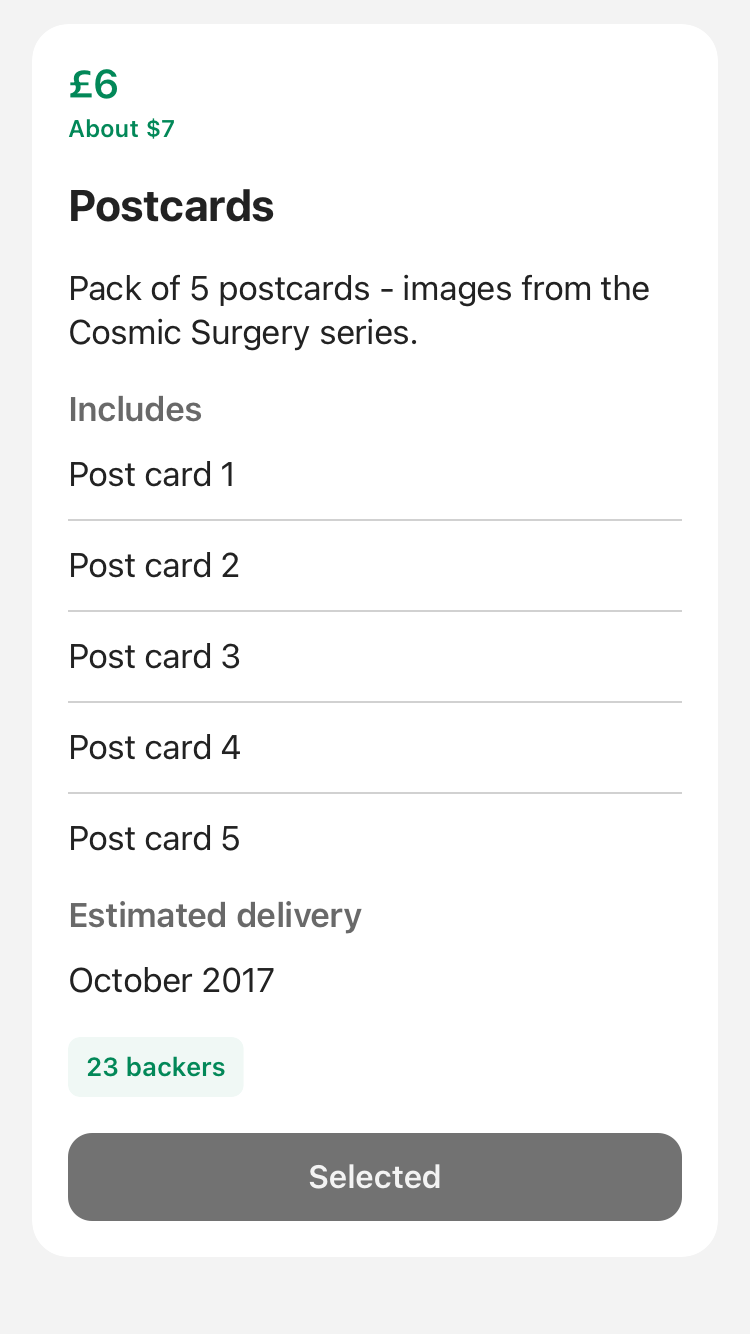 £6
About $7
Postcards
Pack of 5 postcards - images from the
Cosmic Surgery series.
Includes
Post card 1
Post card 2
Post card 3
Post card 4
Post card 5
Estimated delivery
October 2017
23 backers
Selected